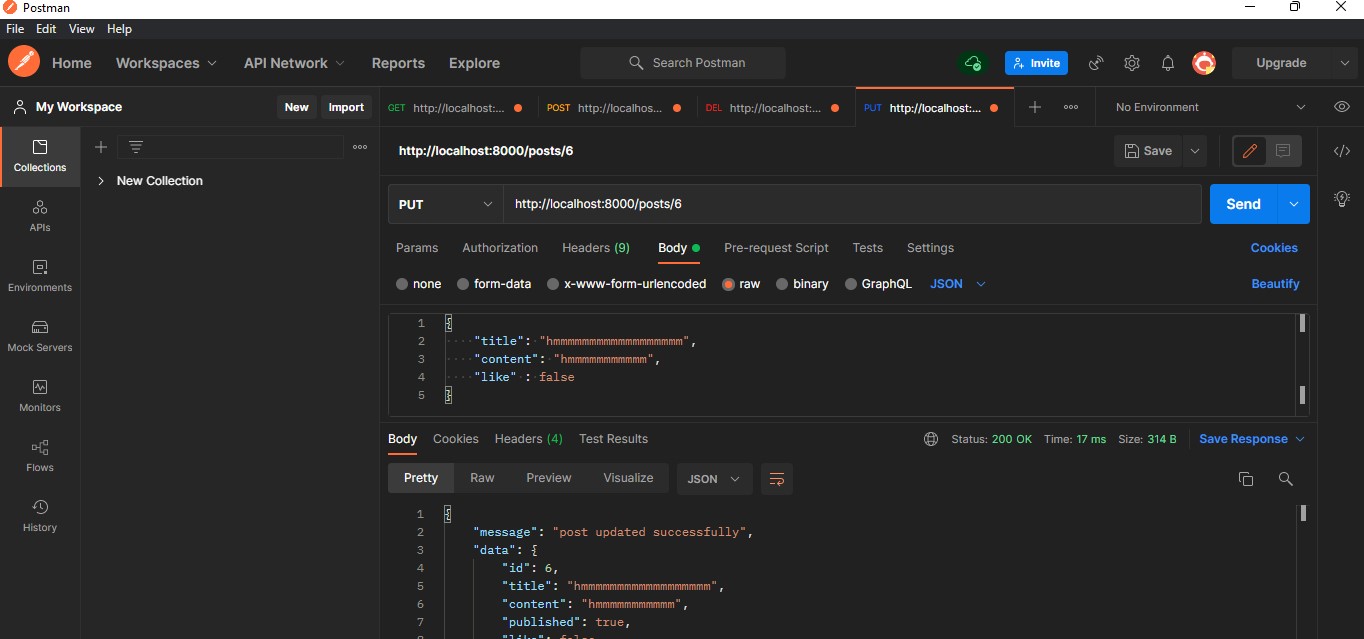 Postman
File Edit View Help
Home Workspaces API Network Reports Explore Search Postman Invite Upgrade
My Workspace New Import GET http://localhost:... POST http://localhos... DEL http://localhost:... PUT http://localhost:... No Environment
Collections
APIs
Environments
Mock Servers
Monitors
Flows
History
New Collection
http://localhost:8000/posts/6 Save
PUT http://localhost:8000/posts/6 Send
Params Authorization Headers (9) Body Pre-request Script Tests Settings Cookies
none form-data x-www-form-urlencoded raw binary GraphQL JSON Beautify
1 {
2 "title": "hmmmmmmmmmmmmmmmmmmm",
3 "content": "hmmmmmmmmmmmm",
4 "like" : false
5 }
Body Cookies Headers (4) Test Results Status: 200 OK Time: 17 ms Size: 314 B Save Response
Pretty Raw Preview Visualize JSON
1 {
2 "message": "post updated successfully",
3 "data": {
4 "id": 6,
5 "title": "hmmmmmmmmmmmmmmmmmmm",
6 "content": "hmmmmmmmmmmmm",
7 "published": true,